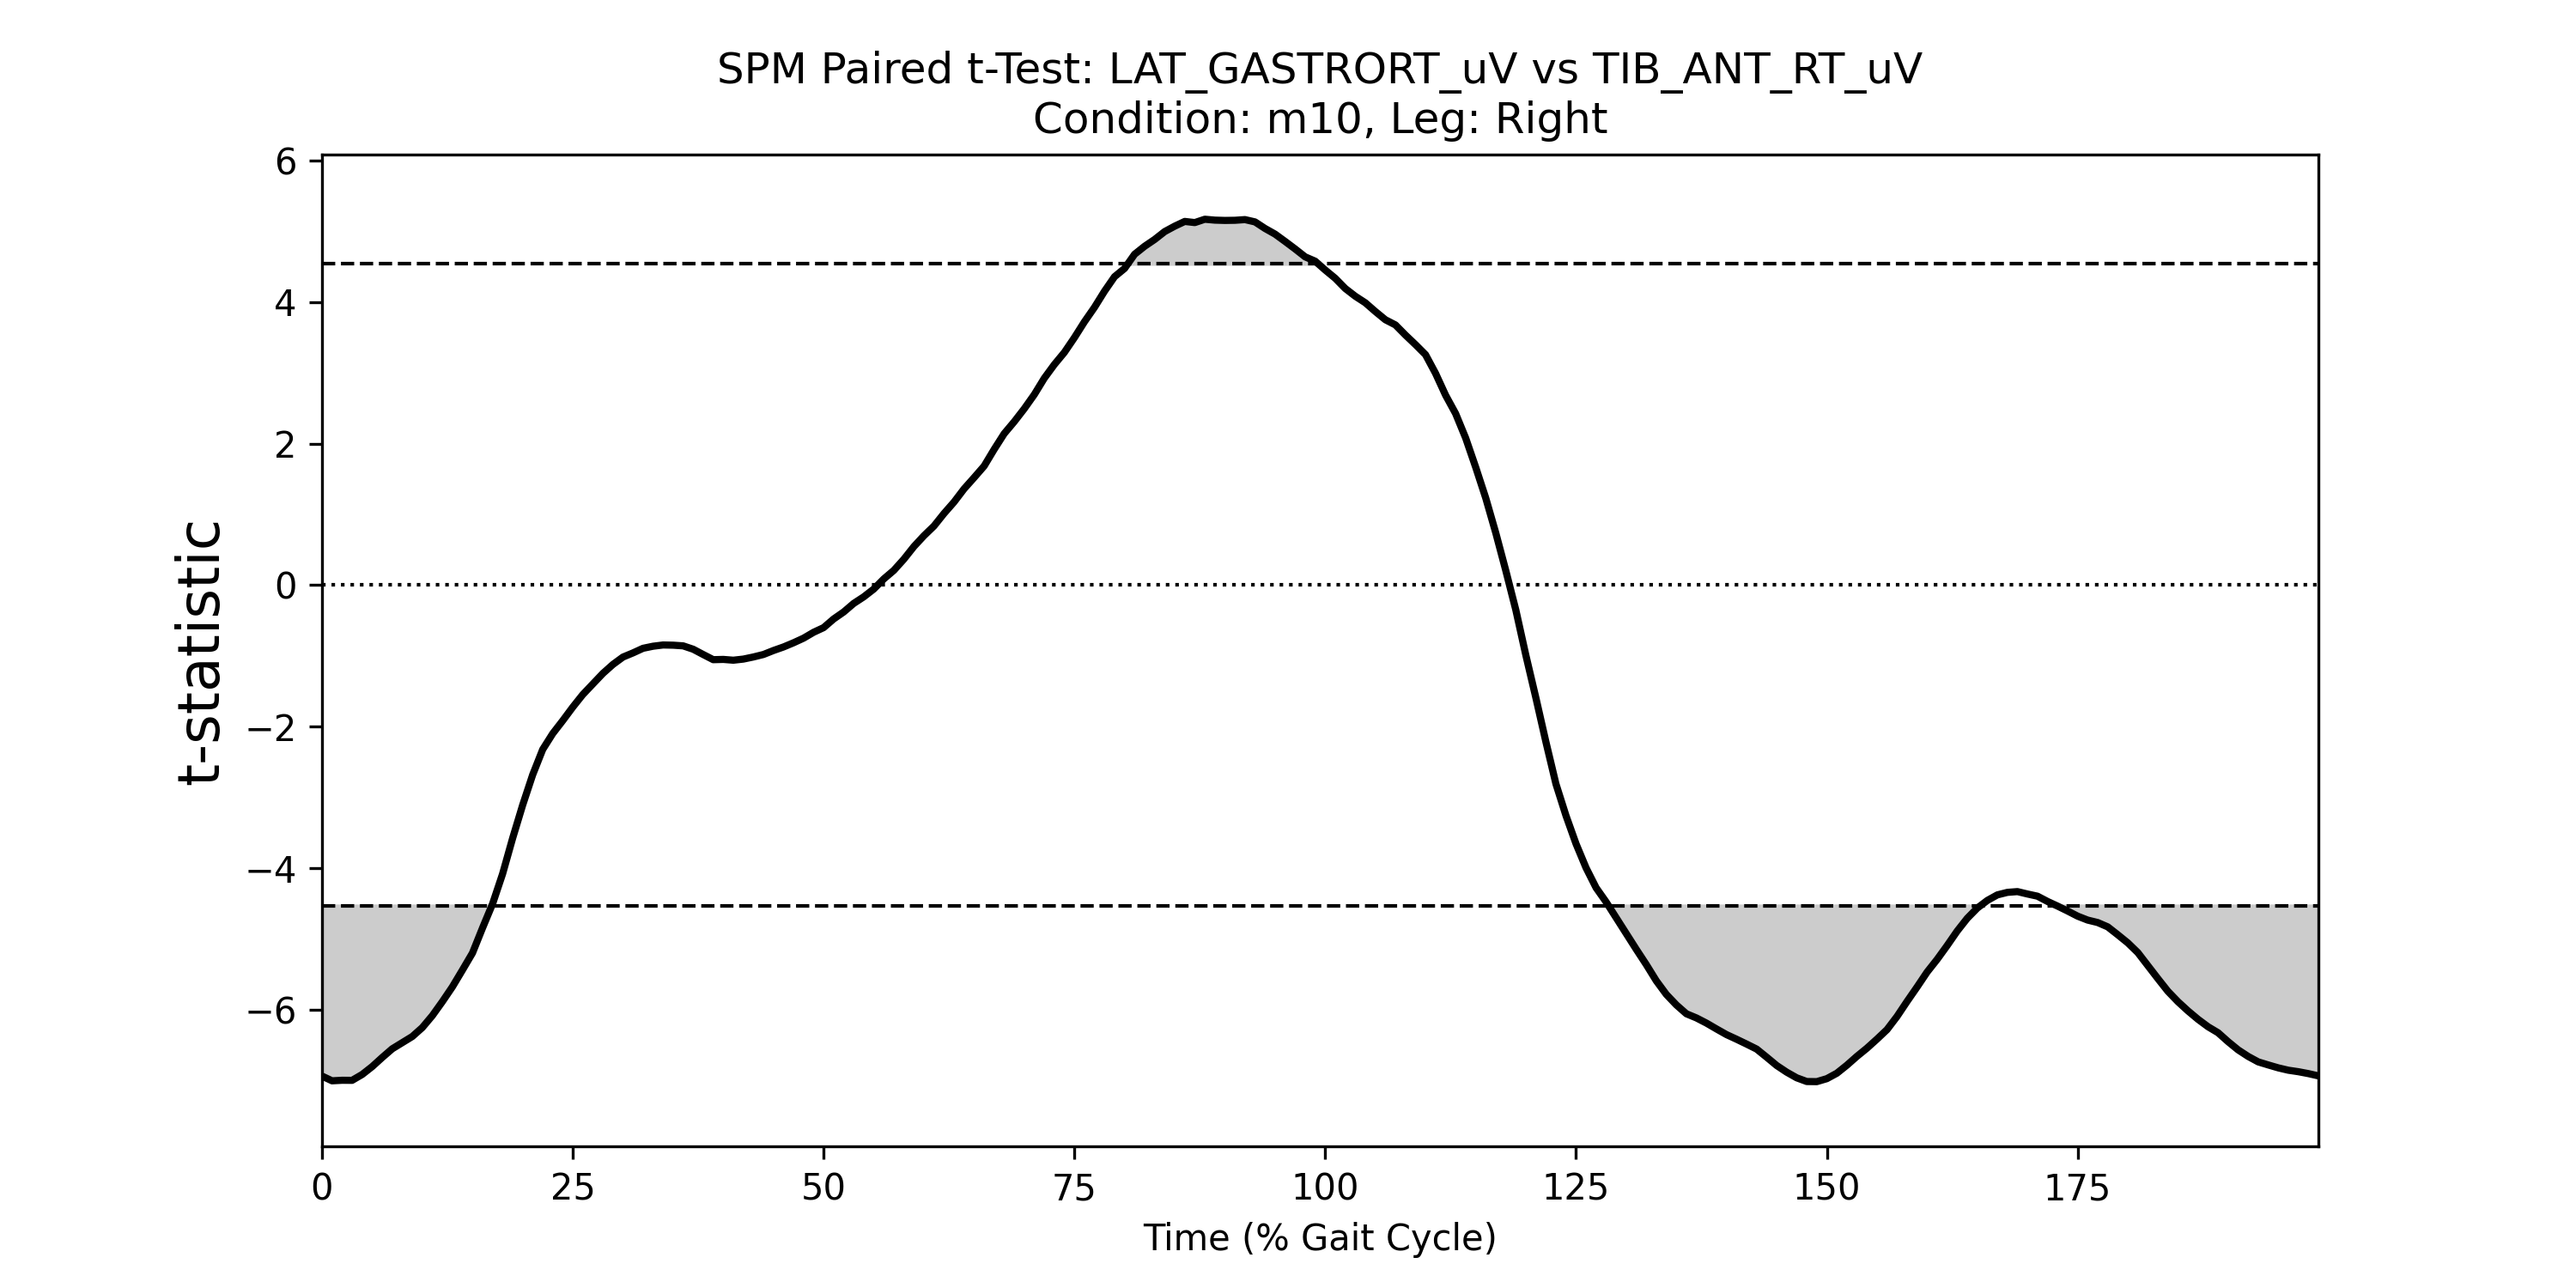 SPM Paired t-Test: LAT_GASTRORT_uV vs TIB_ANT_RT_uV
Condition: m10, Leg: Right
6
4
2
0
−2
−4
−6
t-statistic
0 25 50 75 100 125 150 175
Time (% Gait Cycle)